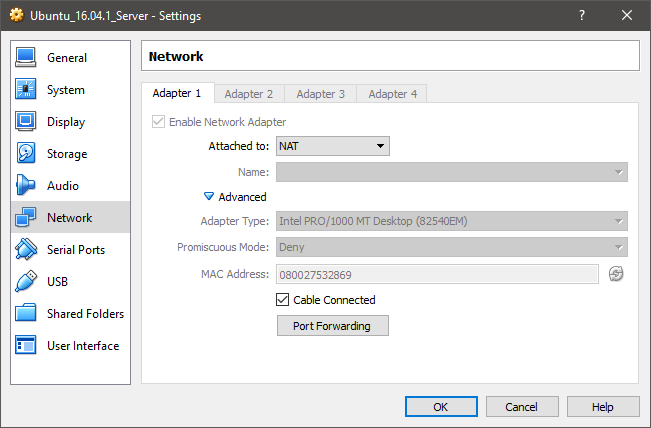 Ubuntu_16.04.1_Server - Settings
?
General
System
Display
Storage
Audio
Network
Serial Ports
USB
Shared Folders
User Interface
Network
Adapter 1 Adapter 2 Adapter 3 Adapter 4
Enable Network Adapter
Attached to: NAT
Name:
Advanced
Adapter Type: Intel PRO/1000 MT Desktop (82540EM)
Promiscuous Mode: Deny
MAC Address: 080027532869
Cable Connected
Port Forwarding
OK Cancel Help